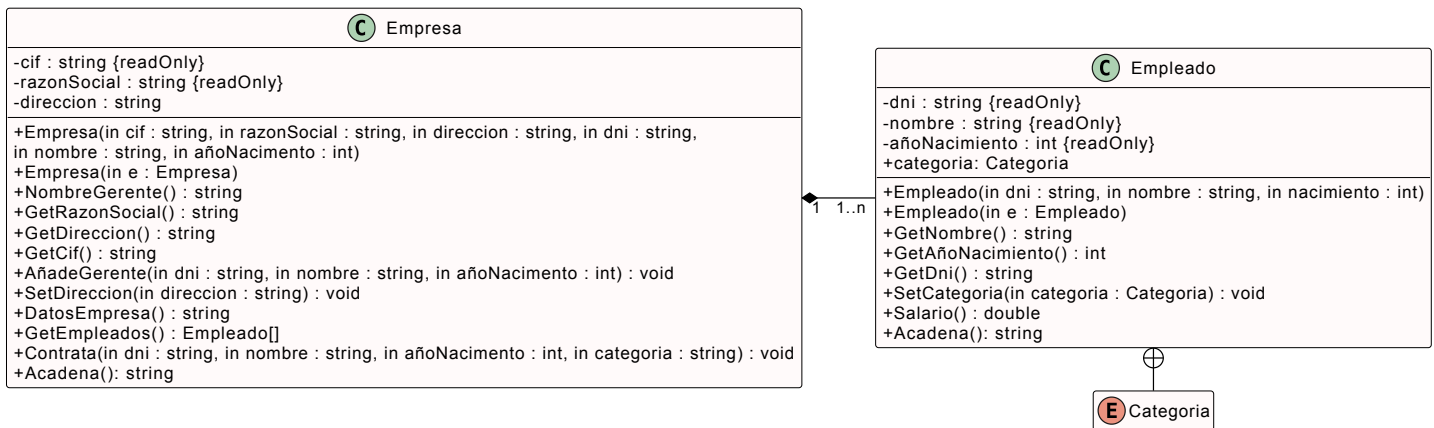 C Empresa
-cif : string {readOnly}
-razonSocial : string {readOnly}
-direccion : string
+Empresa(in cif : string, in razonSocial : string, in direccion : string, in dni : string,
in nombre : string, in añoNacimento : int)
+Empresa(in e : Empresa)
+NombreGerente() : string
+GetRazonSocial() : string
+GetDireccion() : string
+GetCif() : string
+AñadeGerente(in dni : string, in nombre : string, in añoNacimento : int) : void
+SetDireccion(in direccion : string) : void
+DatosEmpresa() : string
+GetEmpleados() : Empleado[]
+Contrata(in dni : string, in nombre : string, in añoNacimento : int, in categoria : string) : void
+Acadena(): string
1 1..n
C Empleado
-dni : string {readOnly}
-nombre : string {readOnly}
-añoNacimiento : int {readOnly}
+categoria: Categoria
+Empleado(in dni : string, in nombre : string, in nacimiento : int)
+Empleado(in e : Empleado)
+GetNombre() : string
+GetAñoNacimiento() : int
+GetDni() : string
+SetCategoria(in categoria : Categoria) : void
+Salario() : double
+Acadena(): string
E Categoria